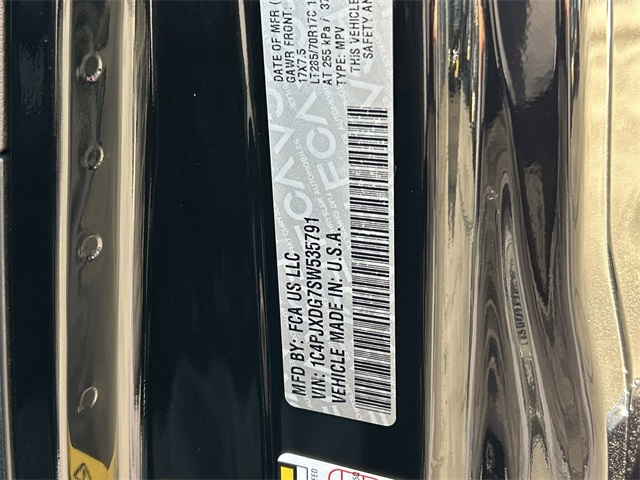 MFD BY: FCA US LLC
VIN: 1C4PJXDG7SW535791
VEHICLE MADE IN: U.S.A.
DATE OF MFR
GAWR FRONT:
17X7.5
LT285/70R17C
AT 255 kPa /
TYPE: MPV
THIS VEHICLE
SAFETY AN